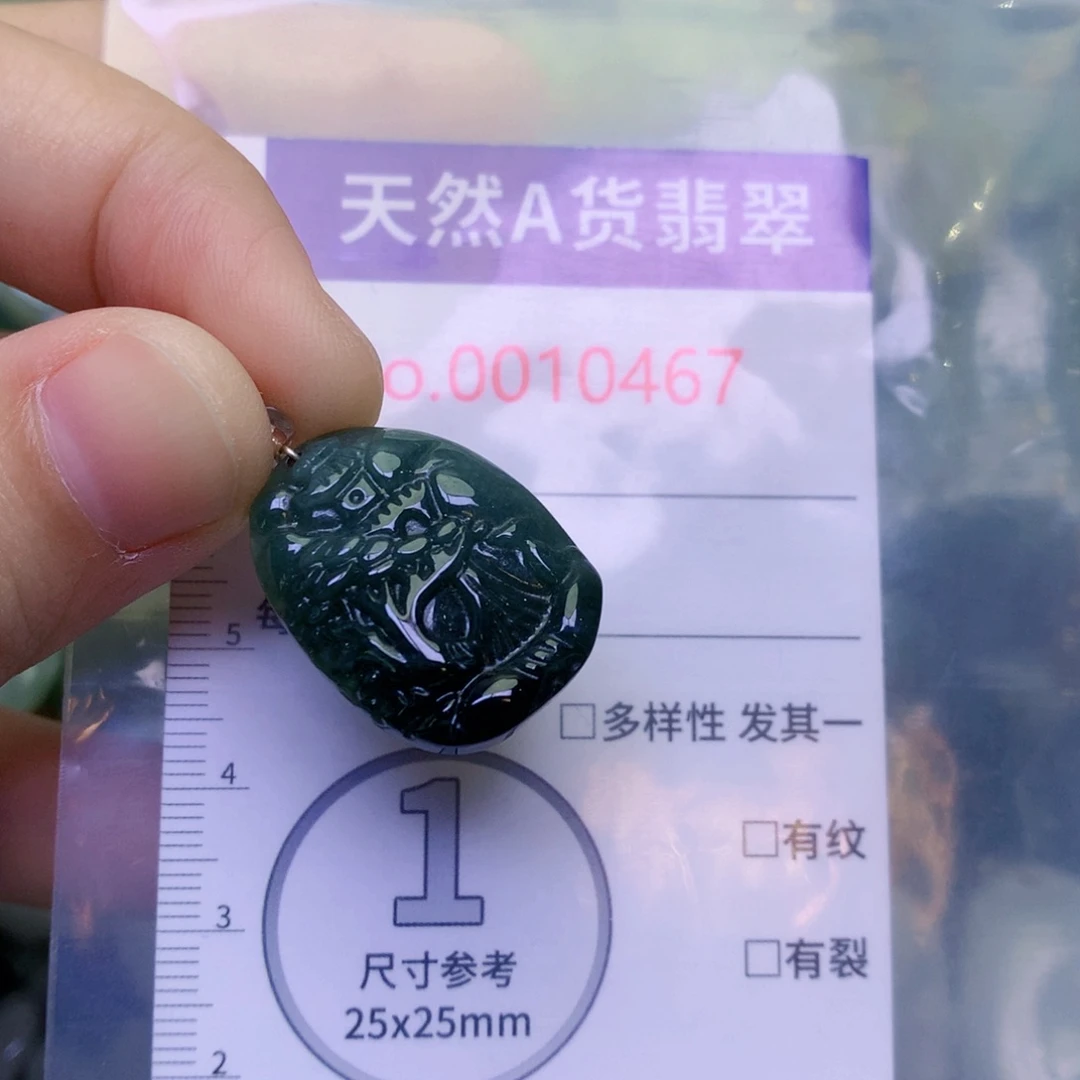 天然A货翡翠
o.0010467
每
5
□多样性 发其一
4
1
□有纹
3
尺寸参考
□有裂
25x25mm
2